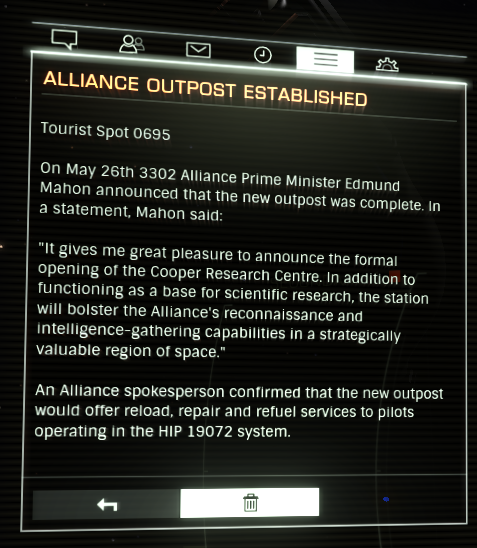 ALLIANCE OUTPOST ESTABLISHED
Tourist Spot 0695
On May 26th 3302 Alliance Prime Minister Edmund
Mahon announced that the new outpost was complete. In
a statement, Mahon said:
"It gives me great pleasure to announce the formal
opening of the Cooper Research Centre. In addition to
functioning as a base for scientific research, the station
will bolster the Alliance's reconnaissance and
intelligence-gathering capabilities in a strategically
valuable region of space."
An Alliance spokesperson confirmed that the new outpost
would offer reload, repair and refuel services to pilots
operating in the HIP 19072 system.